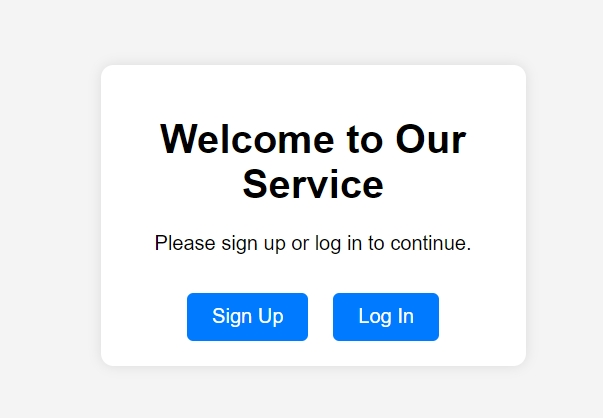 Welcome to Our
Service
Please sign up or log in to continue.
Sign Up
Log In